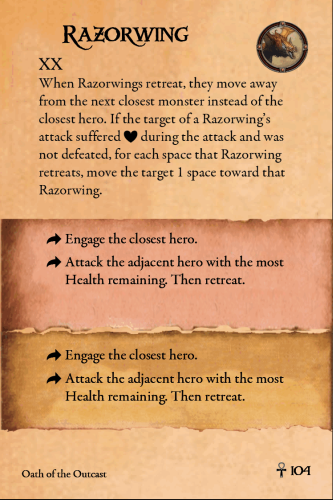 Razorwing
XX
When Razorwings retreat, they move away
from the next closest monster instead of the
closest hero. If the target of a Razorwing's
attack suffered ♥ during the attack and was
not defeated, for each space that Razorwing
retreats, move the target 1 space toward that
Razorwing.
Engage the closest hero.
Attack the adjacent hero with the most
Health remaining. Then retreat.
Engage the closest hero.
Attack the adjacent hero with the most
Health remaining. Then retreat.
Oath of the Outcast
104